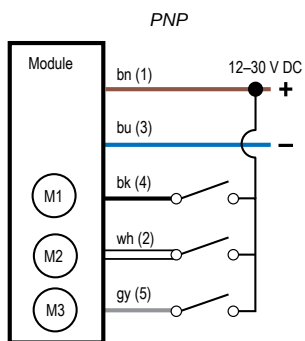 PNP
Module
12–30 V DC
bn (1)
+
bu (3)
–
bk (4)
M1
wh (2)
M2
gy (5)
M3